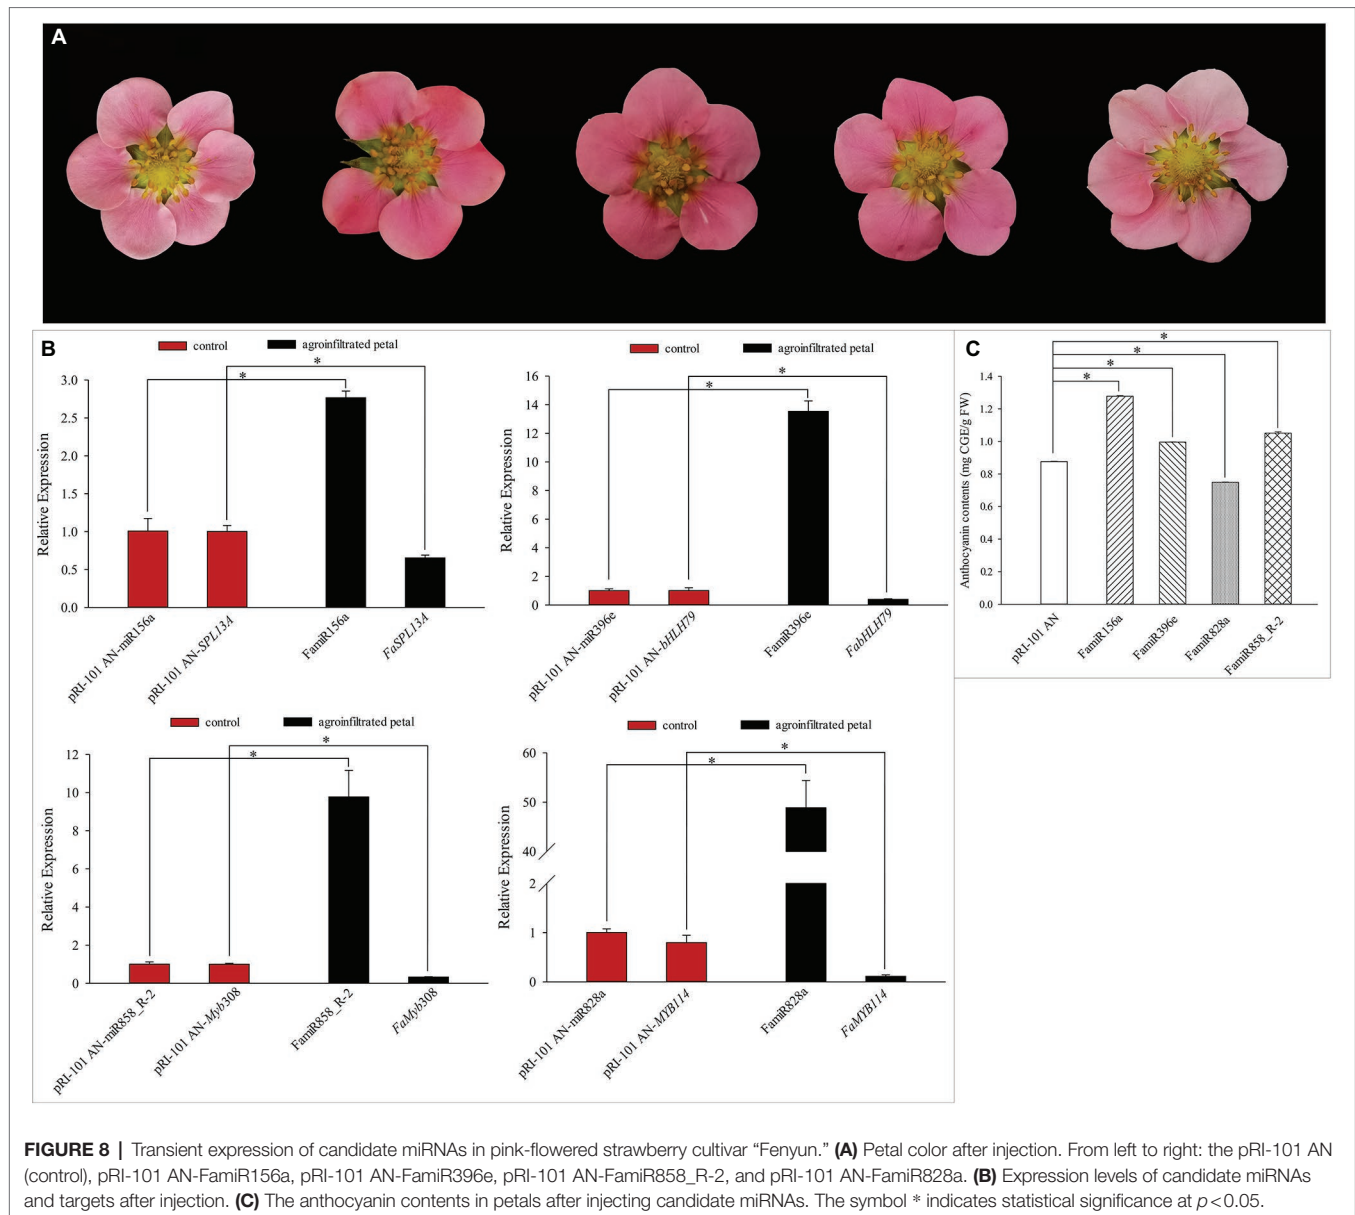 A
B
control
agroinfiltrated petal
*
*
Relative Expression
3.0
2.5
2.0
1.5
1.0
0.5
0.0
pRI-101 AN-miR156a
pRI-101 AN-SPL13A
FamiR156a
FaSPL13A
control
agroinfiltrated petal
*
*
Relative Expression
16
14
12
10
8
6
4
2
0
pRI-101 AN-miR396e
pRI-101 AN-bHLH79
FamiR396e
FabHLH79
C
*
*
*
*
Anthocyanin contents (mg CGE/g FW)
1.4
1.2
1.0
0.8
0.6
0.4
0.2
0.0
pRI-101 AN
FamiR156a
FamiR396e
FamiR828a
FamiR858_R-2
control
agroinfiltrated petal
*
*
Relative Expression
12
10
8
6
4
2
0
pRI-101 AN-miR858_R-2
pRI-101 AN-Myb308
FamiR858_R-2
FaMyb308
control
agroinfiltrated petal
*
*
Relative Expression
60
50
40
2
1
0
pRI-101 AN-miR828a
pRI-101 AN-MYB114
FamiR828a
FaMYB114
FIGURE 8 | Transient expression of candidate miRNAs in pink-flowered strawberry cultivar “Fenyun.” (A) Petal color after injection. From left to right: the pRI-101 AN
(control), pRI-101 AN-FamiR156a, pRI-101 AN-FamiR396e, pRI-101 AN-FamiR858_R-2, and pRI-101 AN-FamiR828a. (B) Expression levels of candidate miRNAs
and targets after injection. (C) The anthocyanin contents in petals after injecting candidate miRNAs. The symbol * indicates statistical significance at p<0.05.